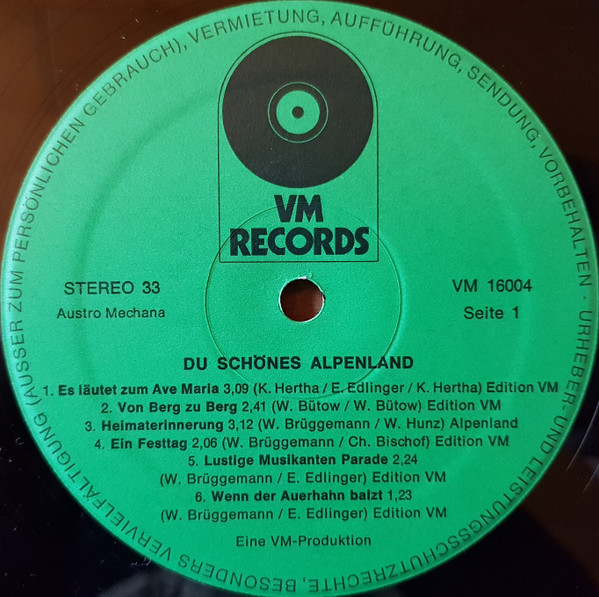 URHEBER- UND LEISTUNGSSCHUTZRECHTE, BESONDERS VERVIELFÄLTIGUNG (AUSSER ZUM PERSÖNLICHEN GEBRAUCH), VERMIETUNG, AUFFÜHRUNG, SENDUNG, VORBEHALTEN ·
VM
RECORDS
STEREO 33
VM 16004
Austro Mechana
Seite 1
DU SCHÖNES ALPENLAND
1. Es läutet zum Ave Maria 3,09 (K. Hertha / E. Edlinger / K. Hertha) Edition VM
2. Von Berg zu Berg 2,41 (W. Bütow / W. Bütow) Edition VM
3. Heimaterinnerung 3,12 (W. Brüggemann / W. Hunz) Alpenland
4. Ein Festtag 2,06 (W. Brüggemann / Ch. Bischof) Edition VM
5. Lustige Musikanten Parade 2,24
(W. Brüggemann / E. Edlinger) Edition VM
6. Wenn der Auerhahn balzt 1,23
(W. Brüggemann / E. Edlinger) Edition VM
Eine VM-Produktion